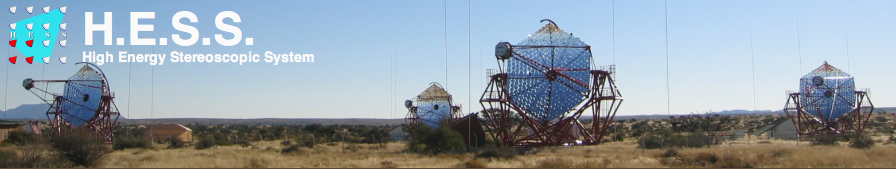 H.E.S.S.
High Energy Stereoscopic System